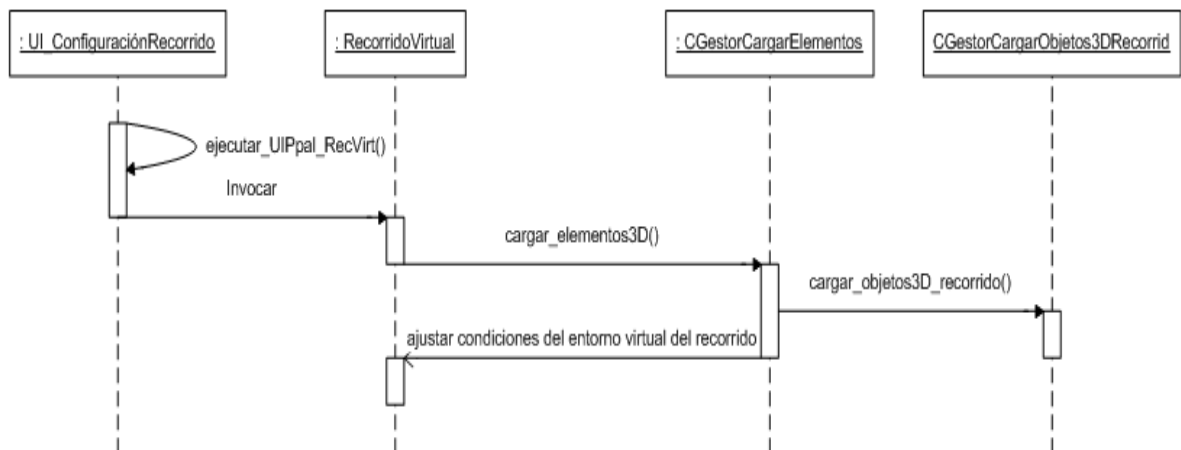 : UI_ConfiguraciónRecorrido
: RecorridoVirtual
: CGestorCargarElementos
CGestorCargarObjetos3DRecorrid
ejecutar_UIPpal_RecVirt()
Invocar
cargar_elementos3D()
cargar_objetos3D_recorrido()
ajustar condiciones del entorno virtual del recorrido